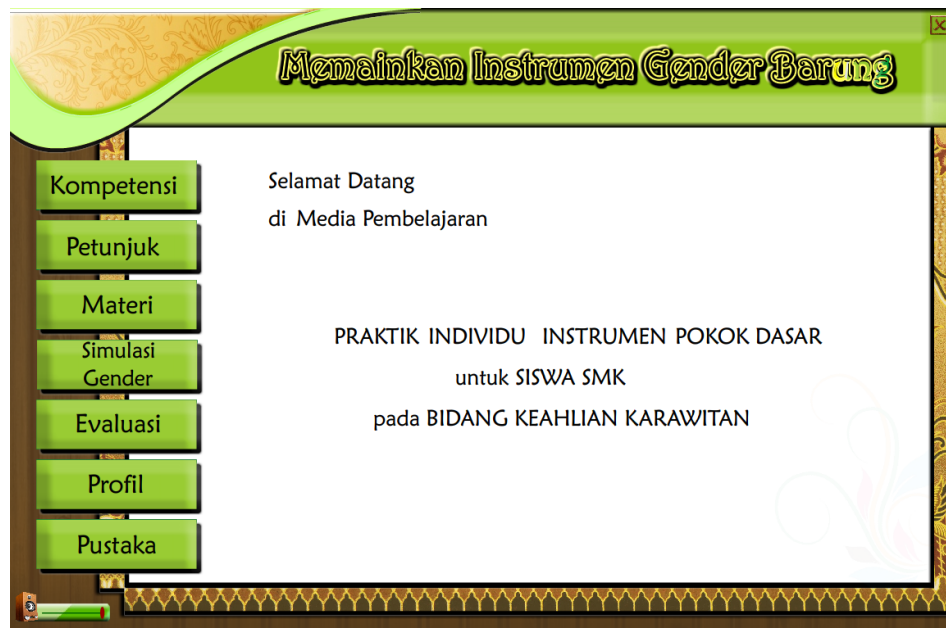 Memainkan Instrumen Gender Barung
Kompetensi
Petunjuk
Materi
Simulasi
Gender
Evaluasi
Profil
Pustaka
Selamat Datang
di Media Pembelajaran
PRAKTIK INDIVIDU INSTRUMEN POKOK DASAR
untuk SISWA SMK
pada BIDANG KEAHLIAN KARAWITAN